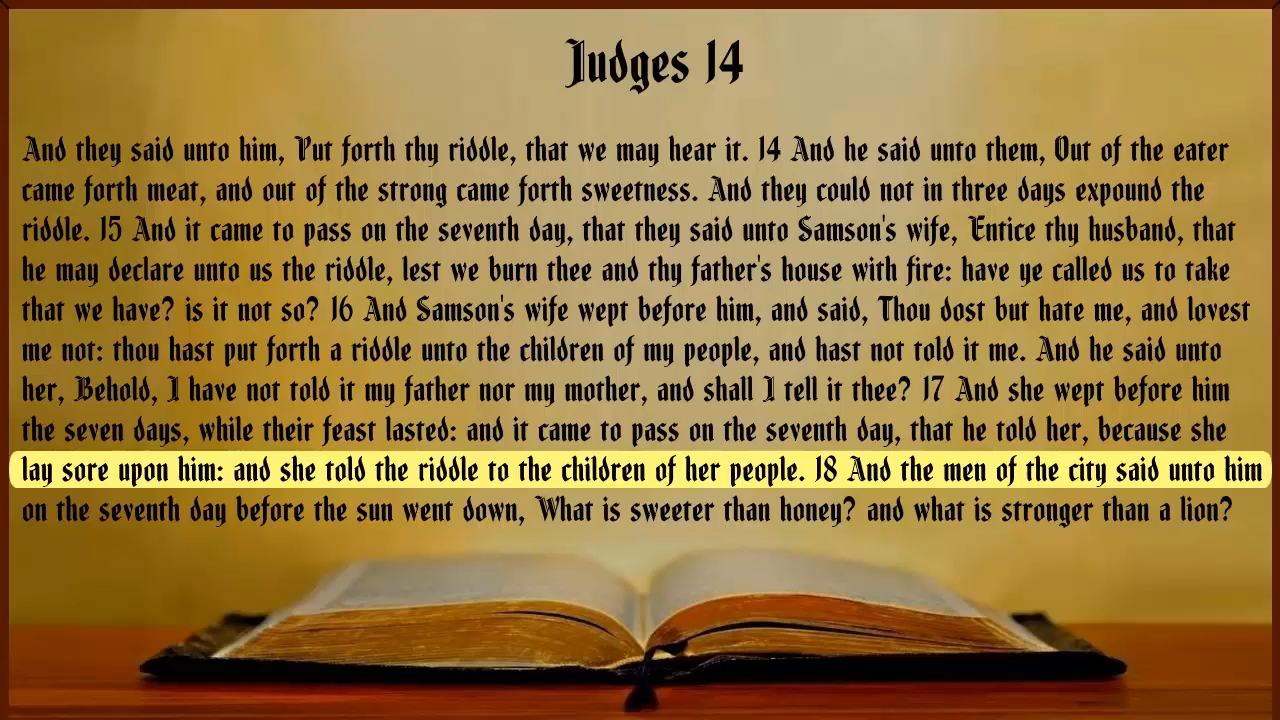 Judges 14
And they said unto him, Put forth thy riddle, that we may hear it. 14 And he said unto them, Out of the eater
came forth meat, and out of the strong came forth sweetness. And they could not in three days expound the
riddle. 15 And it came to pass on the seventh day, that they said unto Samson's wife, Entice thy husband, that
he may declare unto us the riddle, lest we burn thee and thy father's house with fire: have ye called us to take
that we have? is it not so? 16 And Samson's wife wept before him, and said, Thou dost but hate me, and lovest
me not: thou hast put forth a riddle unto the children of my people, and hast not told it me. And he said unto
her, Behold, I have not told it my father nor my mother, and shall I tell it thee? 17 And she wept before him
the seven days, while their feast lasted: and it came to pass on the seventh day, that he told her, because she
lay sore upon him: and she told the riddle to the children of her people. 18 And the men of the city said unto him
on the seventh day before the sun went down, What is sweeter than honey? and what is stronger than a lion?